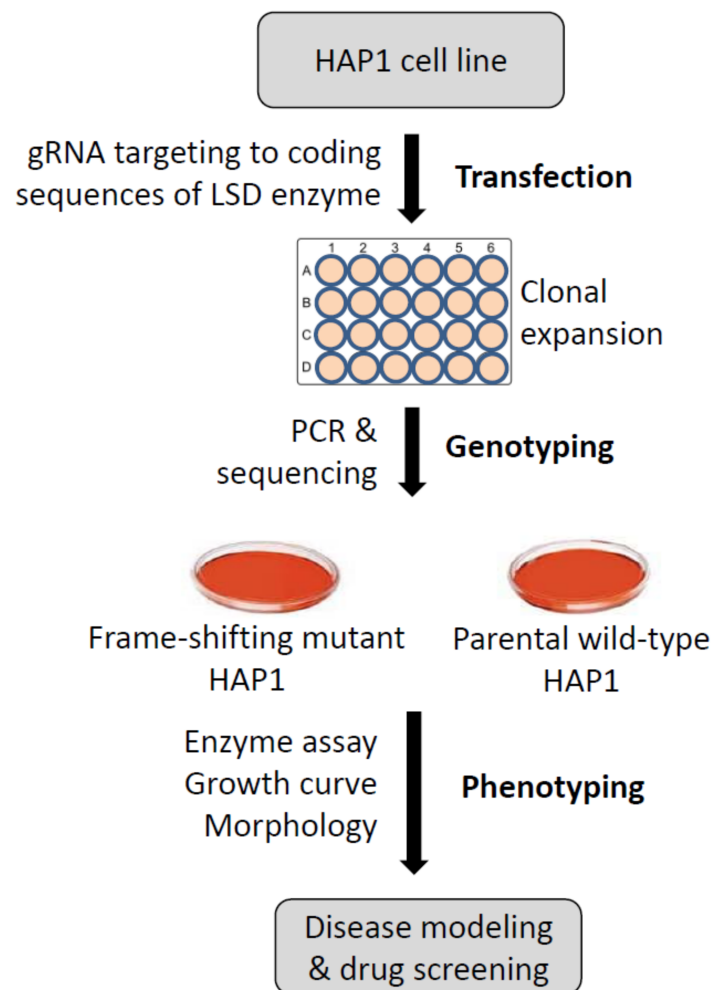 HAP1 cell line
gRNA targeting to coding
sequences of LSD enzyme
Transfection
1 2 3 4 5 6
A
B
C
D
Clonal
expansion
PCR &
sequencing
Genotyping
Frame-shifting mutant
HAP1
Parental wild-type
HAP1
Enzyme assay
Growth curve
Morphology
Phenotyping
Disease modeling
& drug screening